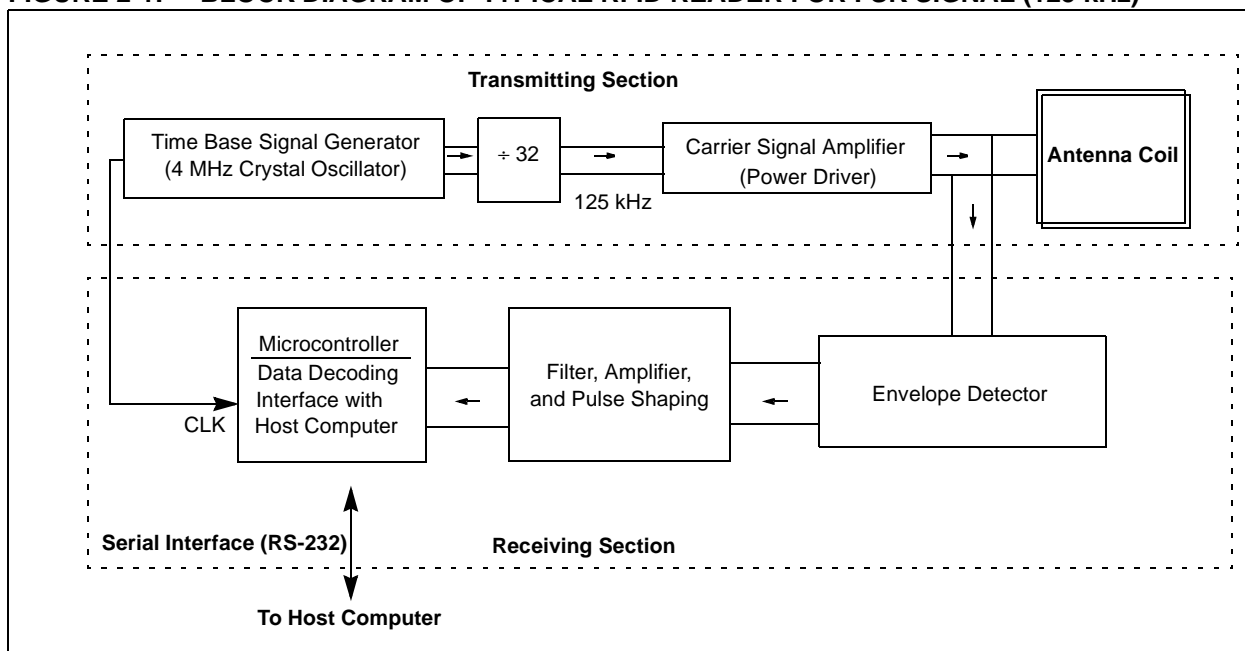 Transmitting Section
Time Base Signal Generator
(4 MHz Crystal Oscillator)
÷ 32
125 kHz
Carrier Signal Amplifier
(Power Driver)
Antenna Coil
Microcontroller
Data Decoding
Interface with
Host Computer
CLK
Filter, Amplifier,
and Pulse Shaping
Envelope Detector
Serial Interface (RS-232)
Receiving Section
To Host Computer